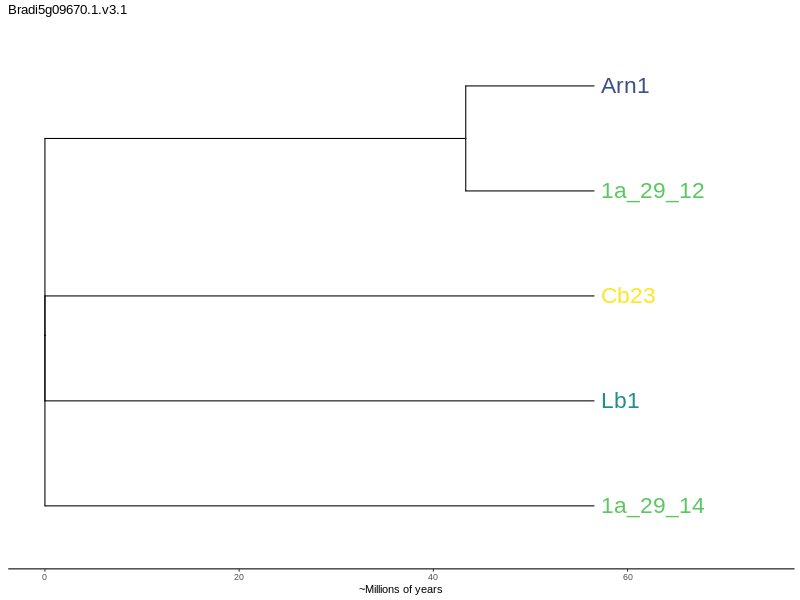 Bradi5g09670.1.v3.1
Arn1
1a_29_12
Cb23
Lb1
1a_29_14
0 20 40 60
~Millions of years